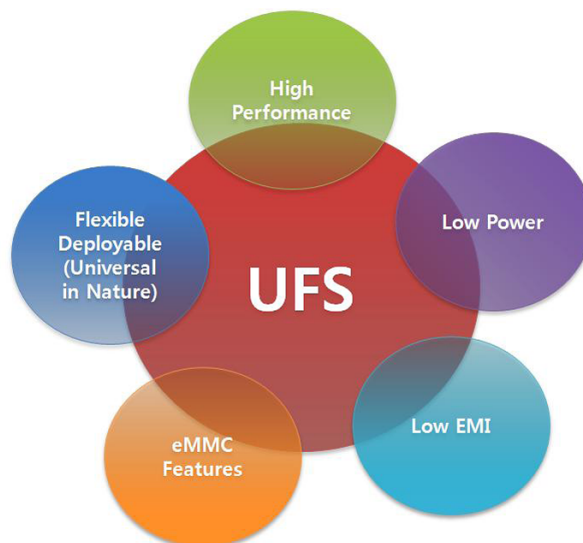 High
Performance
Low Power
Flexible
Deployable
(Universal
in Nature)
UFS
Low EMI
eMMC
Features